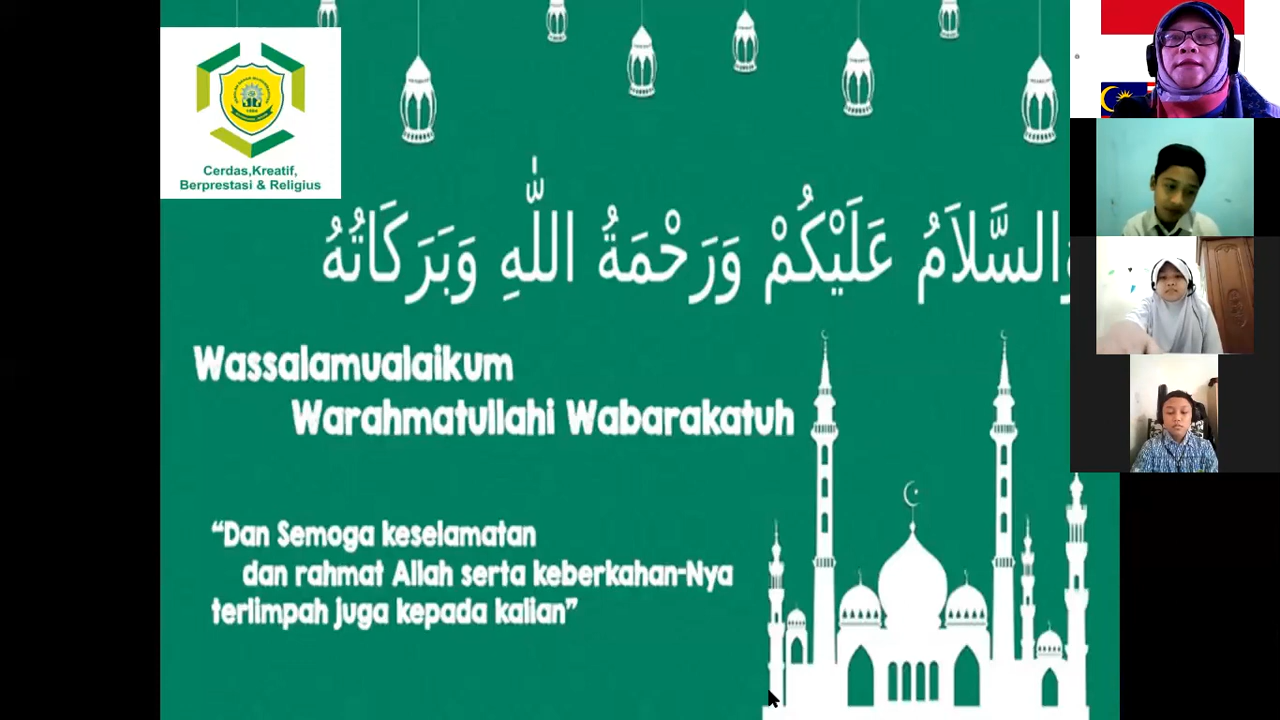 Cerdas,Kreatif,
Berprestasi & Religius
وَالسَّلَامُ عَلَيْكُمْ وَرَحْمَةُ اللّٰهِ وَبَرَكَاتُهُ
Wassalamualaikum
Warahmatullahi Wabarakatuh
“Dan Semoga keselamatan
dan rahmat Allah serta keberkahan-Nya
terlimpah juga kepada kalian”